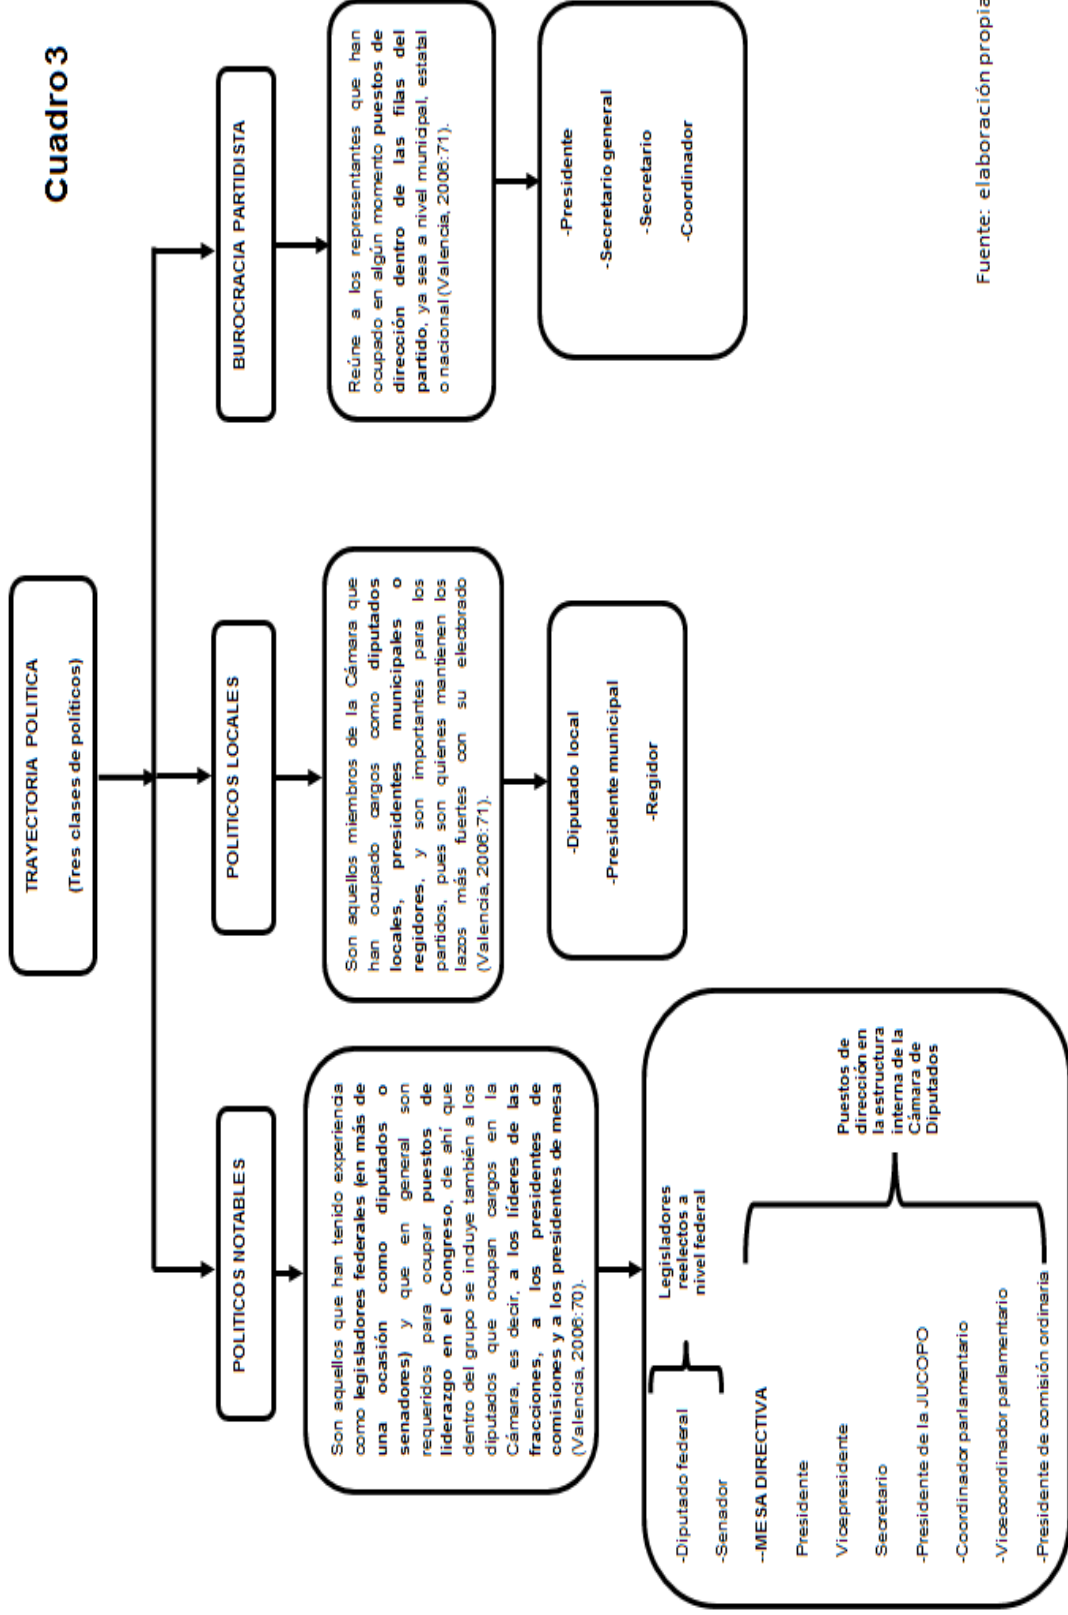 Cuadro 3
TRAYECTORIA POLITICA
(Tres clases de políticos)
POLITICOS NOTABLES
Son aquellos que han tenido experiencia
como legisladores federales (en más de
una ocasión como diputados o
senadores) y que en general son
requeridos para ocupar puestos de
liderazgo en el Congreso, de ahí que
dentro del grupo se incluye también a los
diputados que ocupan cargos en la
Cámara, es decir, a los líderes de las
fracciones, a los presidentes de
comisiones y a los presidentes de mesa
(Valencia, 2006:70).
-Diputado federal
-Senador
Legisladores
reelectos a
nivel federal
--MESA DIRECTIVA
Presidente
Vicepresidente
Secretario
-Presidente de la JUCOPO
-Coordinador parlamentario
-Vicecoordinador parlamentario
-Presidente de comisión ordinaria
Puestos de
dirección en
la estructura
interna de la
Cámara de
Diputados
POLITICOS LOCALES
Son aquellos miembros de la Cámara que
han ocupado cargos como diputados
locales, presidentes municipales o
regidores, y son importantes para los
partidos, pues son quienes mantienen los
lazos más fuertes con su electorado
(Valencia, 2006:71).
-Diputado local
-Presidente municipal
-Regidor
BUROCRACIA PARTIDISTA
Reúne a los representantes que han
ocupado en algún momento puestos de
dirección dentro de las filas del
partido, ya sea a nivel municipal, estatal
o nacional (Valencia, 2006:71).
-Presidente
-Secretario general
-Secretario
-Coordinador
Fuente: elaboración propia